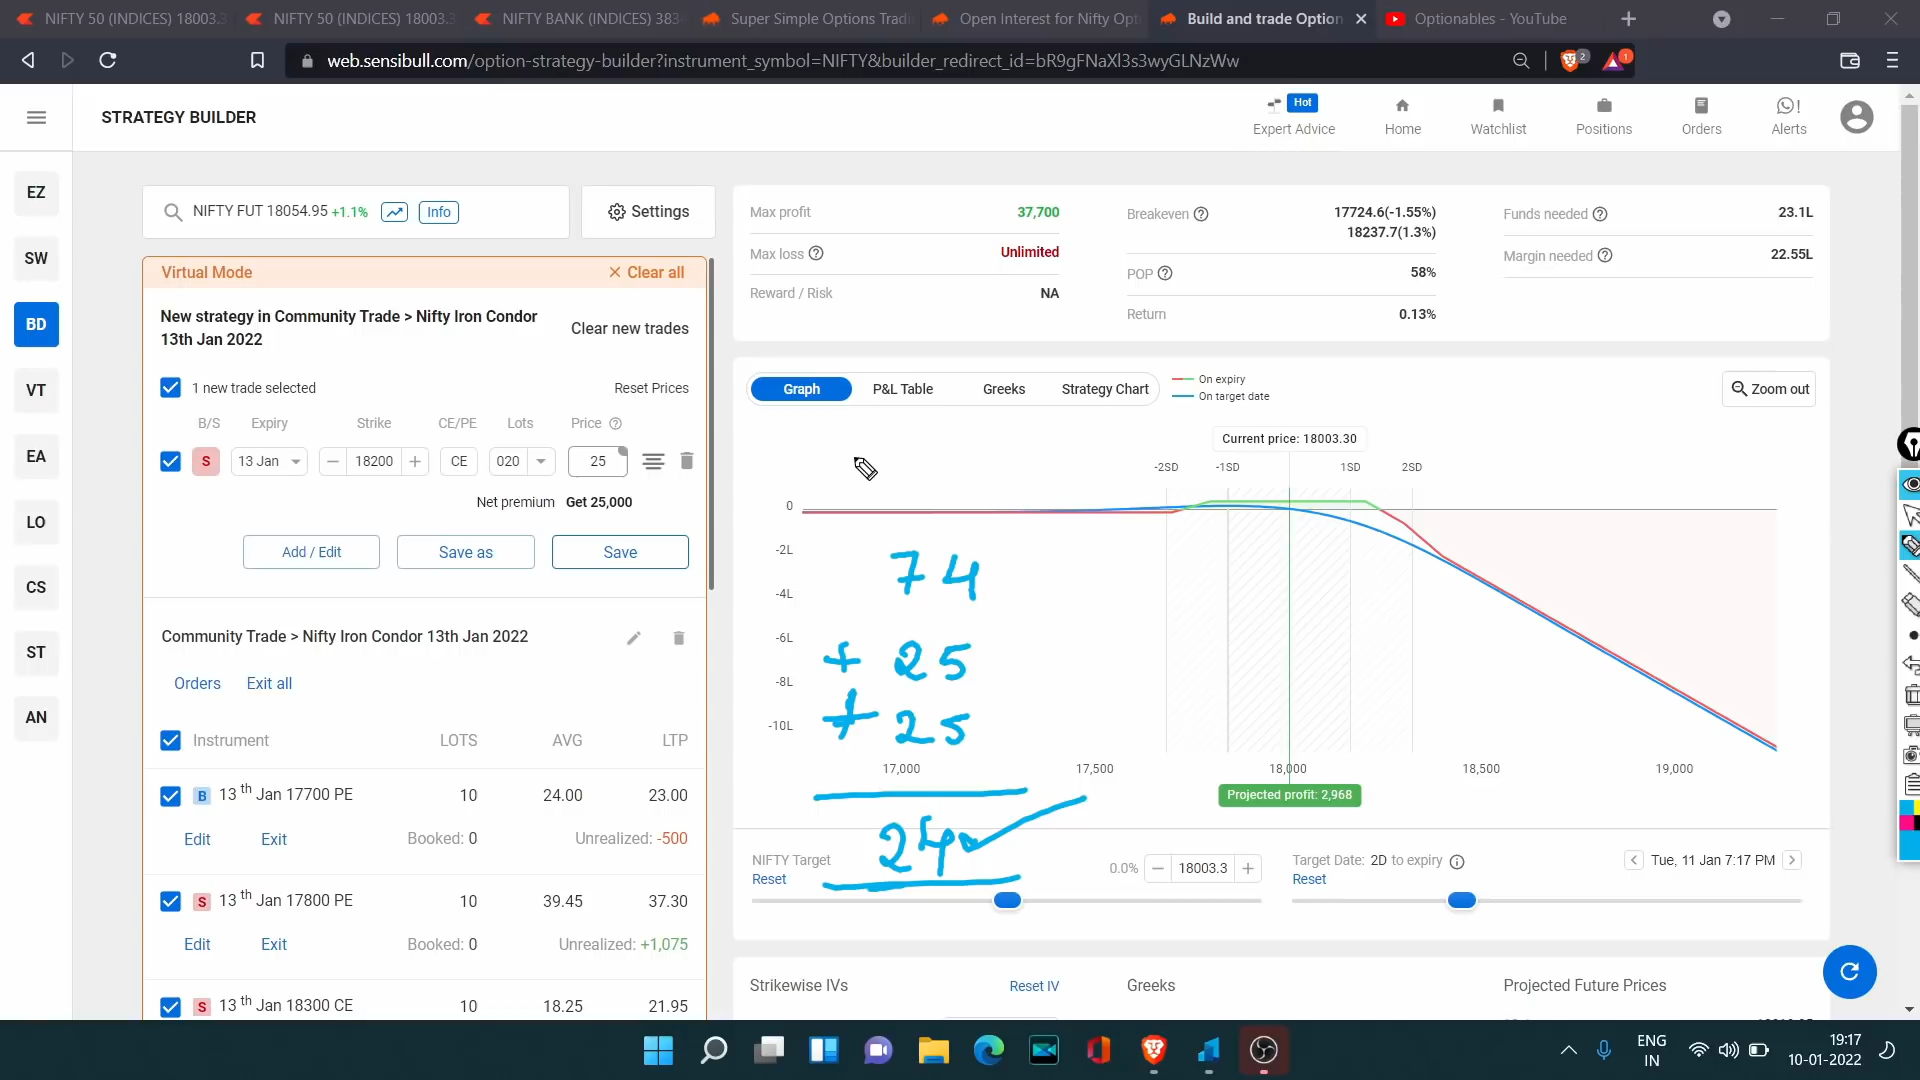 NIFTY 50 (INDICES) 18003.3
NIFTY 50 (INDICES) 18003.3
NIFTY BANK (INDICES) 383
Super Simple Options Tradi
Open Interest for Nifty Opt
Build and trade Option
Optionables - YouTube
web.sensibull.com/option-strategy-builder?instrument_symbol=NIFTY&builder_redirect_id=bR9gFNaXl3s3wyGLNzWw
2
1
STRATEGY BUILDER
Hot
Expert Advice
Home
Watchlist
Positions
Orders
Alerts
EZ
SW
BD
VT
EA
LO
CS
ST
AN
NIFTY FUT 18054.95 +1.1%
Info
Settings
Virtual Mode
Clear all
New strategy in Community Trade > Nifty Iron Condor
13th Jan 2022
Clear new trades
1 new trade selected
Reset Prices
B/S Expiry Strike CE/PE Lots Price
S 13 Jan 18200 CE 020 25
Net premium Get 25,000
Add / Edit
Save as
Save
Community Trade > Nifty Iron Condor 13th Jan 2022
Orders Exit all
Instrument LOTS AVG LTP
B 13 th Jan 17700 PE 10 24.00 23.00
Edit Exit Booked: 0 Unrealized: -500
S 13 th Jan 17800 PE 10 39.45 37.30
Edit Exit Booked: 0 Unrealized: +1,075
S 13 th Jan 18300 CE 10 18.25 21.95
Max profit 37,700
Max loss Unlimited
Reward / Risk NA
Breakeven 17724.6(-1.55%)
18237.7(1.3%)
POP 58%
Return 0.13%
Funds needed 23.1L
Margin needed 22.55L
Graph P&L Table Greeks Strategy Chart
On expiry
On target date
Zoom out
Current price: 18003.30
-2SD -1SD 1SD 2SD
0
-2L
-4L
-6L
-8L
-10L
74
+ 25
+ 25
17,000 17,500 18,000 18,500 19,000
Projected profit: 2,968
NIFTY Target
Reset
0.0% 18003.3
Target Date: 2D to expiry
Reset
Tue, 11 Jan 7:17 PM
Strikewise IVs
Reset IV
Greeks
Projected Future Prices
ENG
IN
19:17
10-01-2022